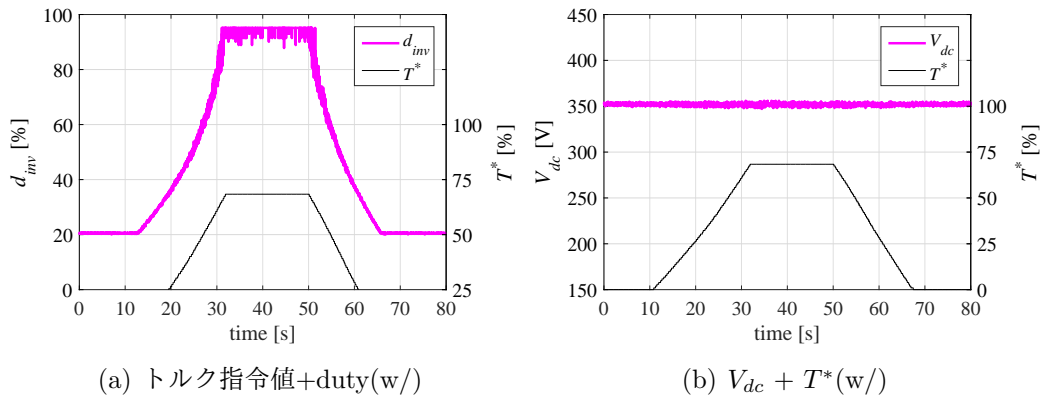 100%
80%
60%
40%
20%
0%
d_inv [%]
100
75
50
25
T* [%]
d_inv
T*
0 10 20 30 40 50 60 70 80
time [s]
(a) トルク指令値+duty(w/)
450
400
350
300
250
200
150
V_dc [V]
100
75
50
25
0
T* [%]
V_dc
T*
0 10 20 30 40 50 60 70 80
time [s]
(b) V_dc + T*(w/)